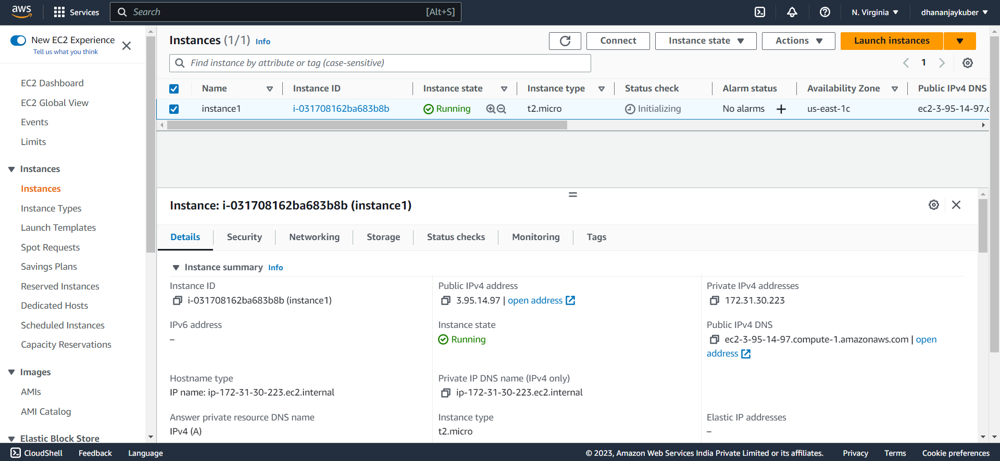 aws
Services
Search [Alt+S]
N. Virginia
dhananjaykuber
New EC2 Experience
Tell us what you think
EC2 Dashboard
EC2 Global View
Events
Limits
Instances
Instances
Instance Types
Launch Templates
Spot Requests
Savings Plans
Reserved Instances
Dedicated Hosts
Scheduled Instances
Capacity Reservations
Images
AMIs
AMI Catalog
Elastic Block Store
Instances (1/1) Info
Connect
Instance state
Actions
Launch instances
Find instance by attribute or tag (case-sensitive)
1
Name Instance ID Instance state Instance type Status check Alarm status Availability Zone Public IPv4 DNS
instance1 i-031708162ba683b8b Running t2.micro Initializing No alarms us-east-1c ec2-3-95-14-97.c
Instance: i-031708162ba683b8b (instance1)
Details Security Networking Storage Status checks Monitoring Tags
Instance summary Info
Instance ID
i-031708162ba683b8b (instance1)
Public IPv4 address
3.95.14.97 | open address
Private IPv4 addresses
172.31.30.223
IPv6 address
–
Instance state
Running
Public IPv4 DNS
ec2-3-95-14-97.compute-1.amazonaws.com | open
address
Hostname type
IP name: ip-172-31-30-223.ec2.internal
Private IP DNS name (IPv4 only)
ip-172-31-30-223.ec2.internal
Answer private resource DNS name
IPv4 (A)
Instance type
t2.micro
Elastic IP addresses
–
CloudShell Feedback Language
© 2023, Amazon Web Services India Private Limited or its affiliates. Privacy Terms Cookie preferences